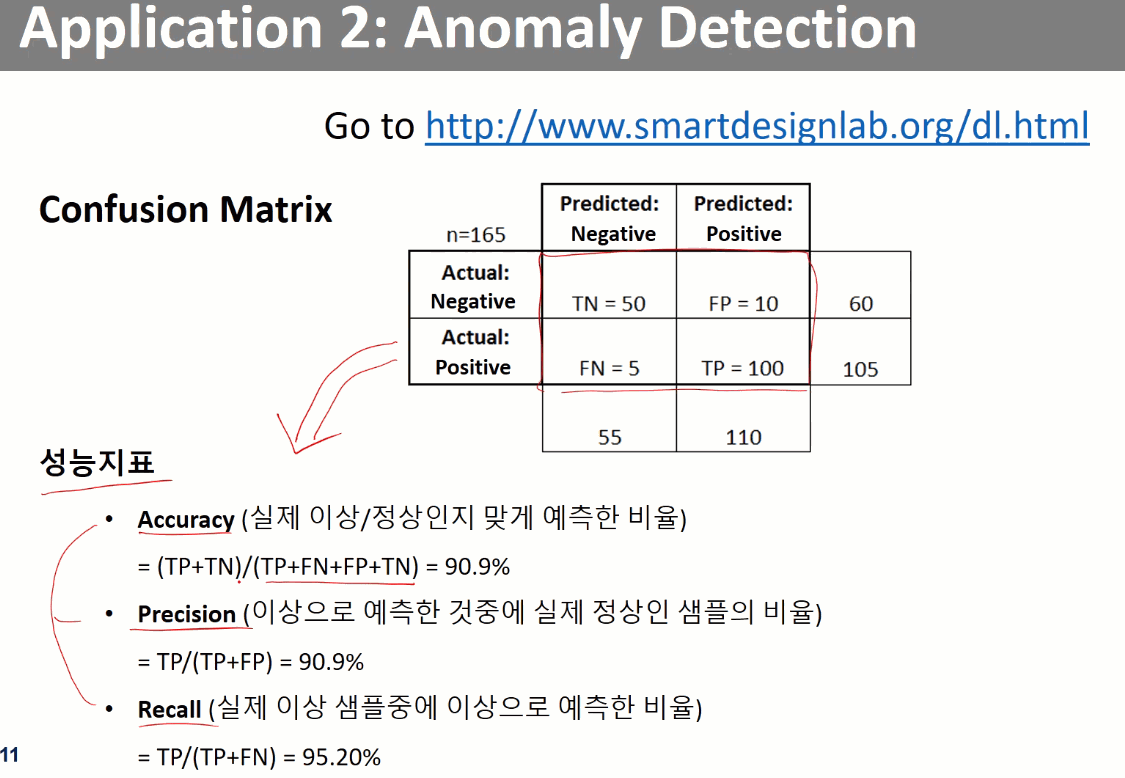 Application 2: Anomaly Detection
Go to http://www.smartdesignlab.org/dl.html
Confusion Matrix
n=165
Predicted: Negative
Predicted: Positive
Actual: Negative
TN = 50
FP = 10
60
Actual: Positive
FN = 5
TP = 100
105
55
110
성능지표
• Accuracy (실제 이상/정상인지 맞게 예측한 비율)
= (TP+TN)/(TP+FN+FP+TN) = 90.9%
• Precision (이상으로 예측한 것중에 실제 정상인 샘플의 비율)
= TP/(TP+FP) = 90.9%
• Recall (실제 이상 샘플중에 이상으로 예측한 비율)
= TP/(TP+FN) = 95.20%
11